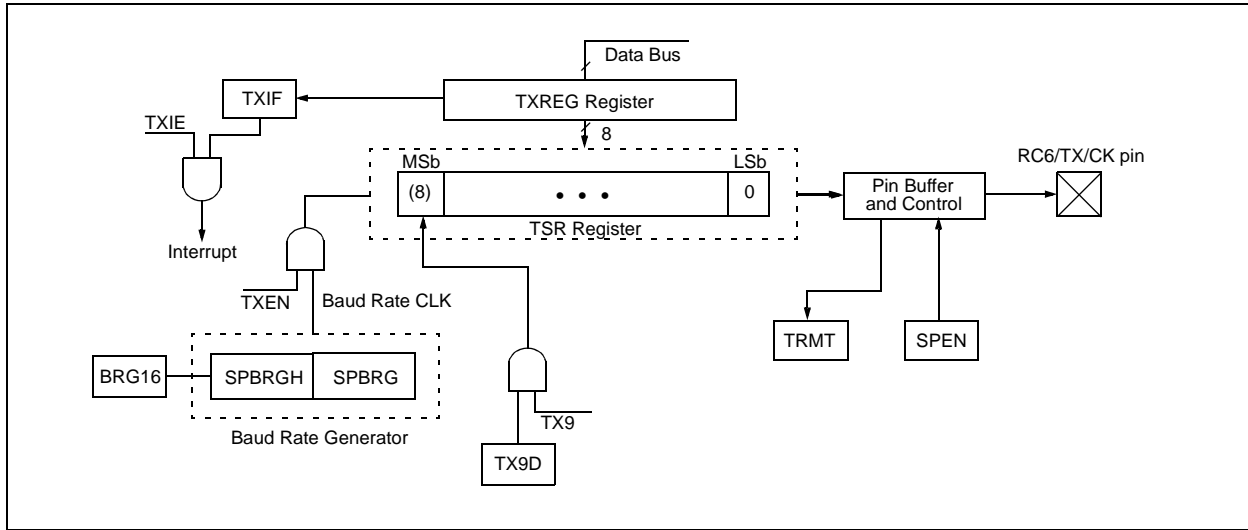 Data Bus
TXIF
TXREG Register
TXIE
8
MSb
LSb
(8)
• • •
0
TSR Register
RC6/TX/CK pin
Pin Buffer
and Control
Interrupt
TXEN
Baud Rate CLK
TRMT
SPEN
BRG16
SPBRGH
SPBRG
TX9
Baud Rate Generator
TX9D